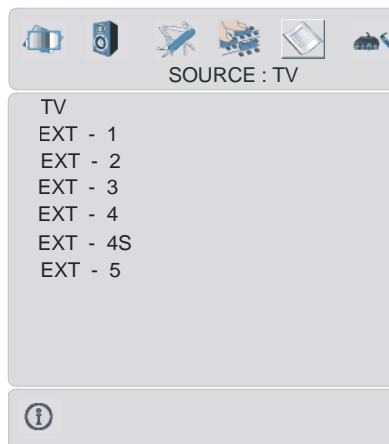 SOURCE : TV
TV
EXT - 1
EXT - 2
EXT - 3
EXT - 4
EXT - 4S
EXT - 5